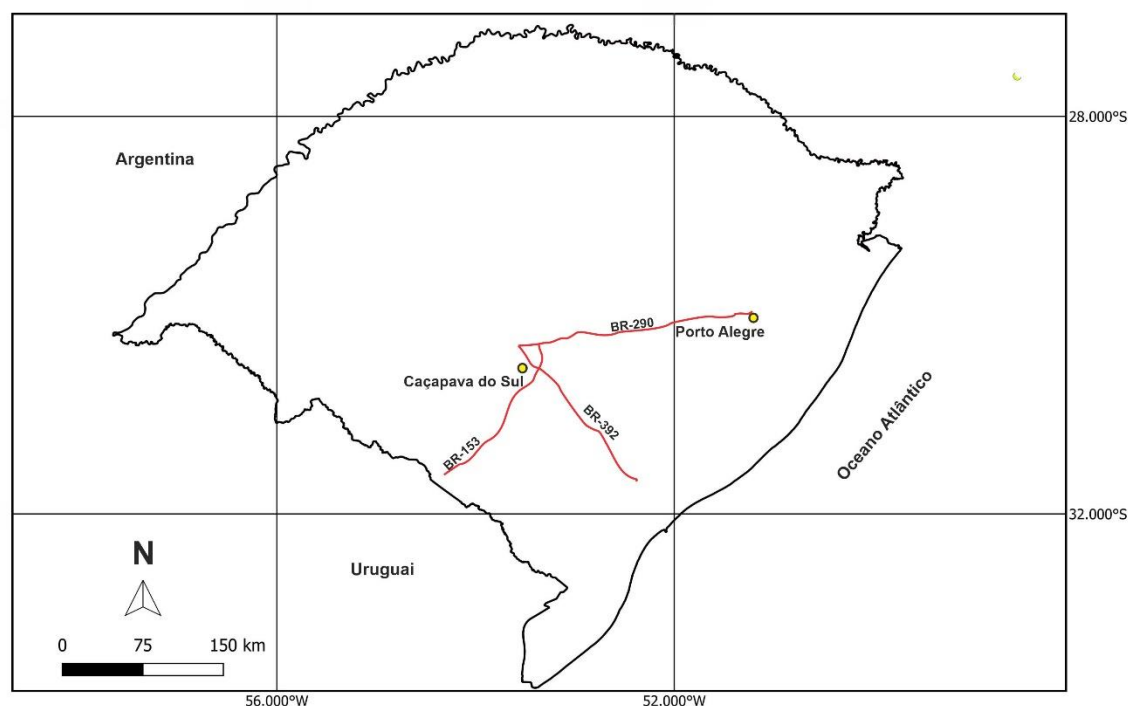 28.000°S
Argentina
BR-290
Porto Alegre
Caçapava do Sul
BR-392
BR-153
Oceano Atlântico
32.000°S
N
Uruguai
0 75 150 km
56.000°W 52.000°W